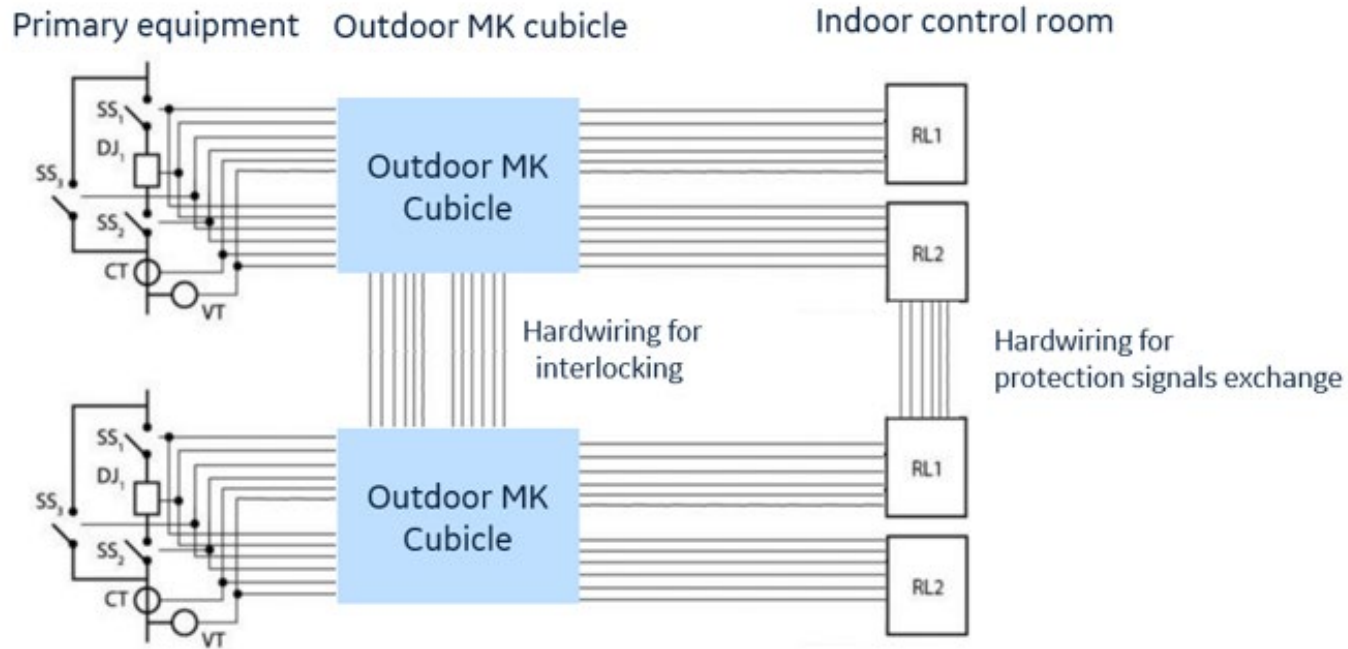 Primary equipment
Outdoor MK cubicle
Indoor control room
SS₁
DJ₁
SS₃
SS₂
CT
VT
Outdoor MK
Cubicle
RL1
RL2
Hardwiring for
interlocking
Hardwiring for
protection signals exchange
SS₁
DJ₁
SS₃
SS₂
CT
VT
Outdoor MK
Cubicle
RL1
RL2